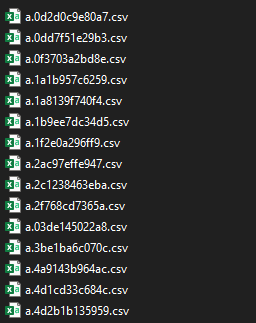 a.0d2d0c9e80a7.csv
a.0dd7f51e29b3.csv
a.0f3703a2bd8e.csv
a.1a1b957c6259.csv
a.1a8139f740f4.csv
a.1b9ee7dc34d5.csv
a.1f2e0a296ff9.csv
a.2ac97effe947.csv
a.2c1238463eba.csv
a.2f768cd7365a.csv
a.03de145022a8.csv
a.3be1ba6c070c.csv
a.4a9143b964ac.csv
a.4d1cd33c684c.csv
a.4d2b1b135959.csv